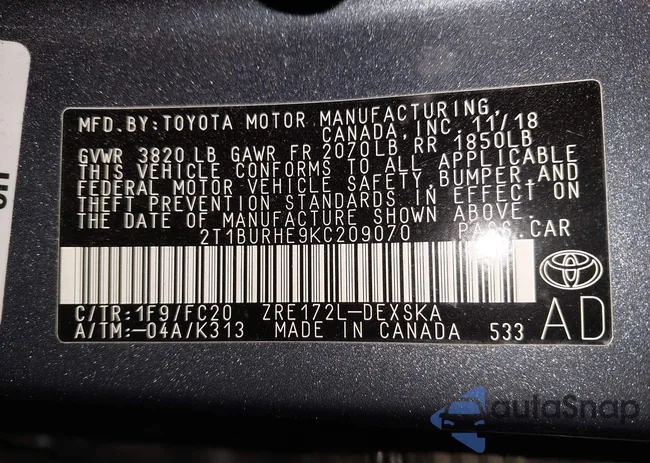 MFD. BY: TOYOTA MOTOR MANUFACTURING,
CANADA, INC. 11/18
GVWR 3820 LB GAWR FR 2070LB RR 1850LB
THIS VEHICLE CONFORMS TO ALL APPLICABLE
FEDERAL MOTOR VEHICLE SAFETY, BUMPER, AND
THEFT PREVENTION STANDARDS IN EFFECT ON
THE DATE OF MANUFACTURE SHOWN ABOVE.
2T1BURHE9KC209070 PASS. CAR
C/TR: 1F9/FC20 ZRE172L-DEXSKA
A/TM: -04A/K313 MADE IN CANADA 533
AD
autoSnap